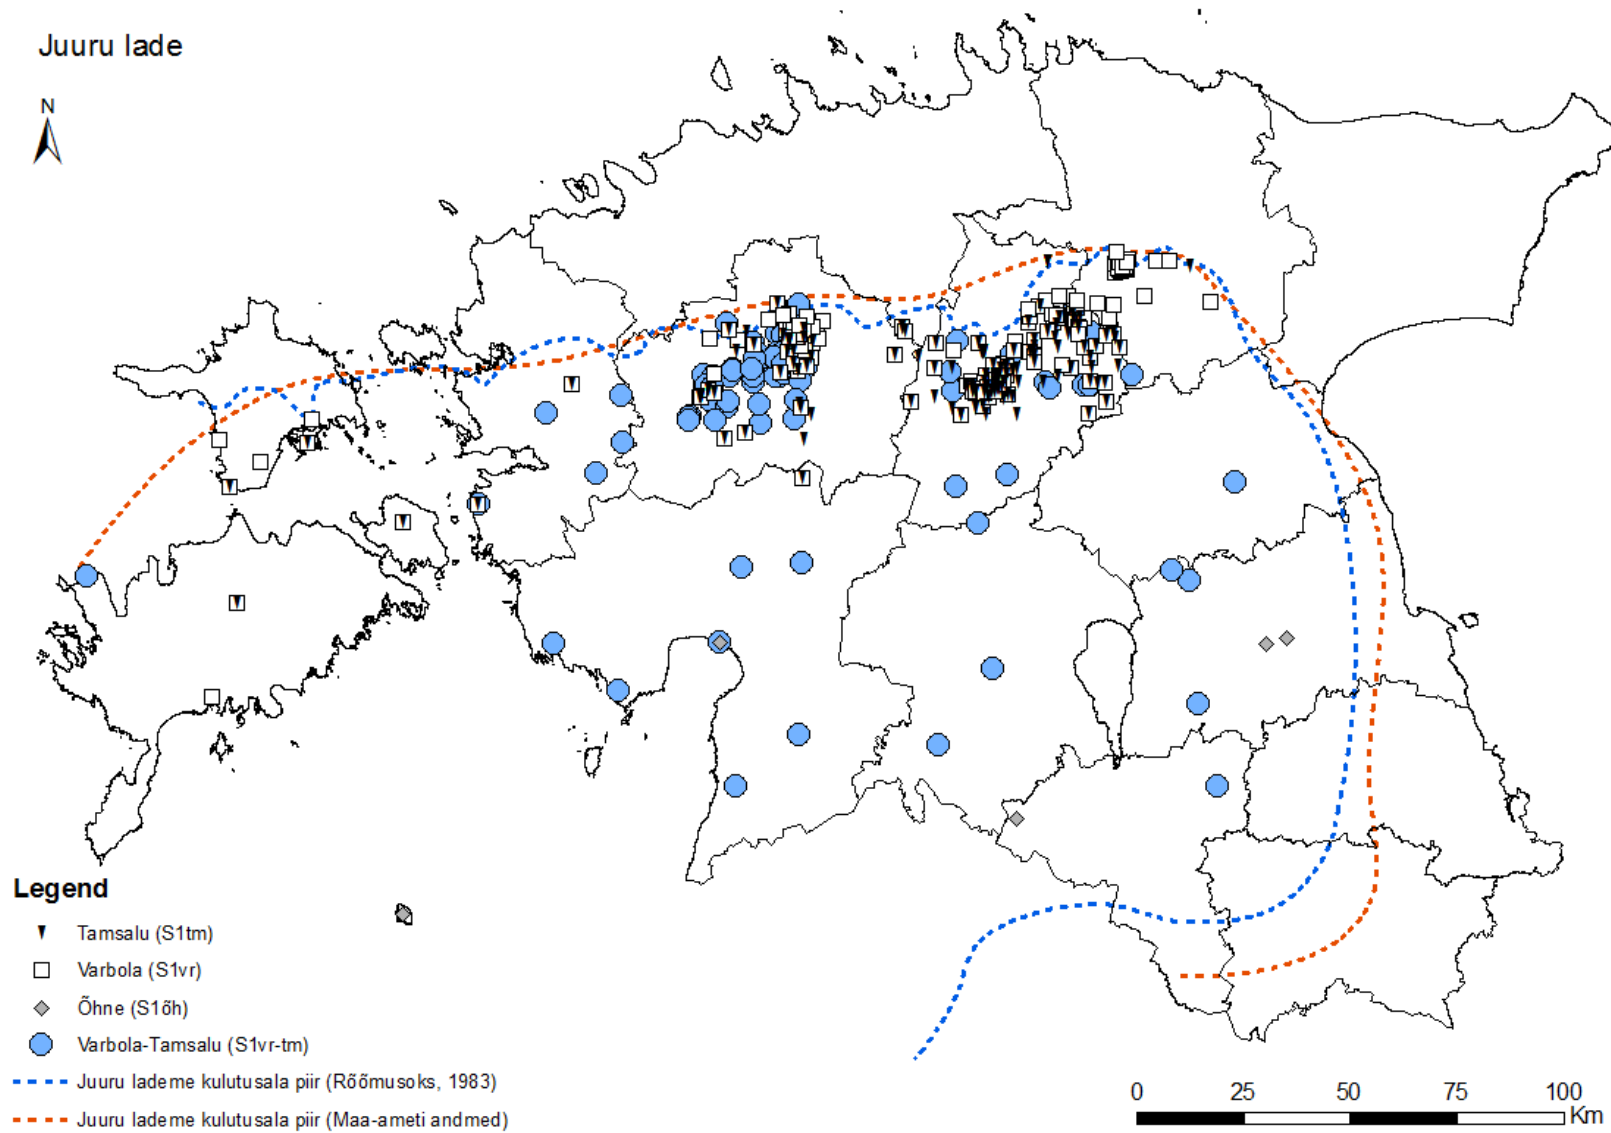 Juuru lade
N
Legend
Tamsalu (S1tm)
Varbola (S1vr)
Õhne (S1õh)
Varbola-Tamsalu (S1vr-tm)
Juuru lademe kulutusala piir (Rõõmusoks, 1983)
Juuru lademe kulutusala piir (Maa-ameti andmed)
0 25 50 75 100
Km